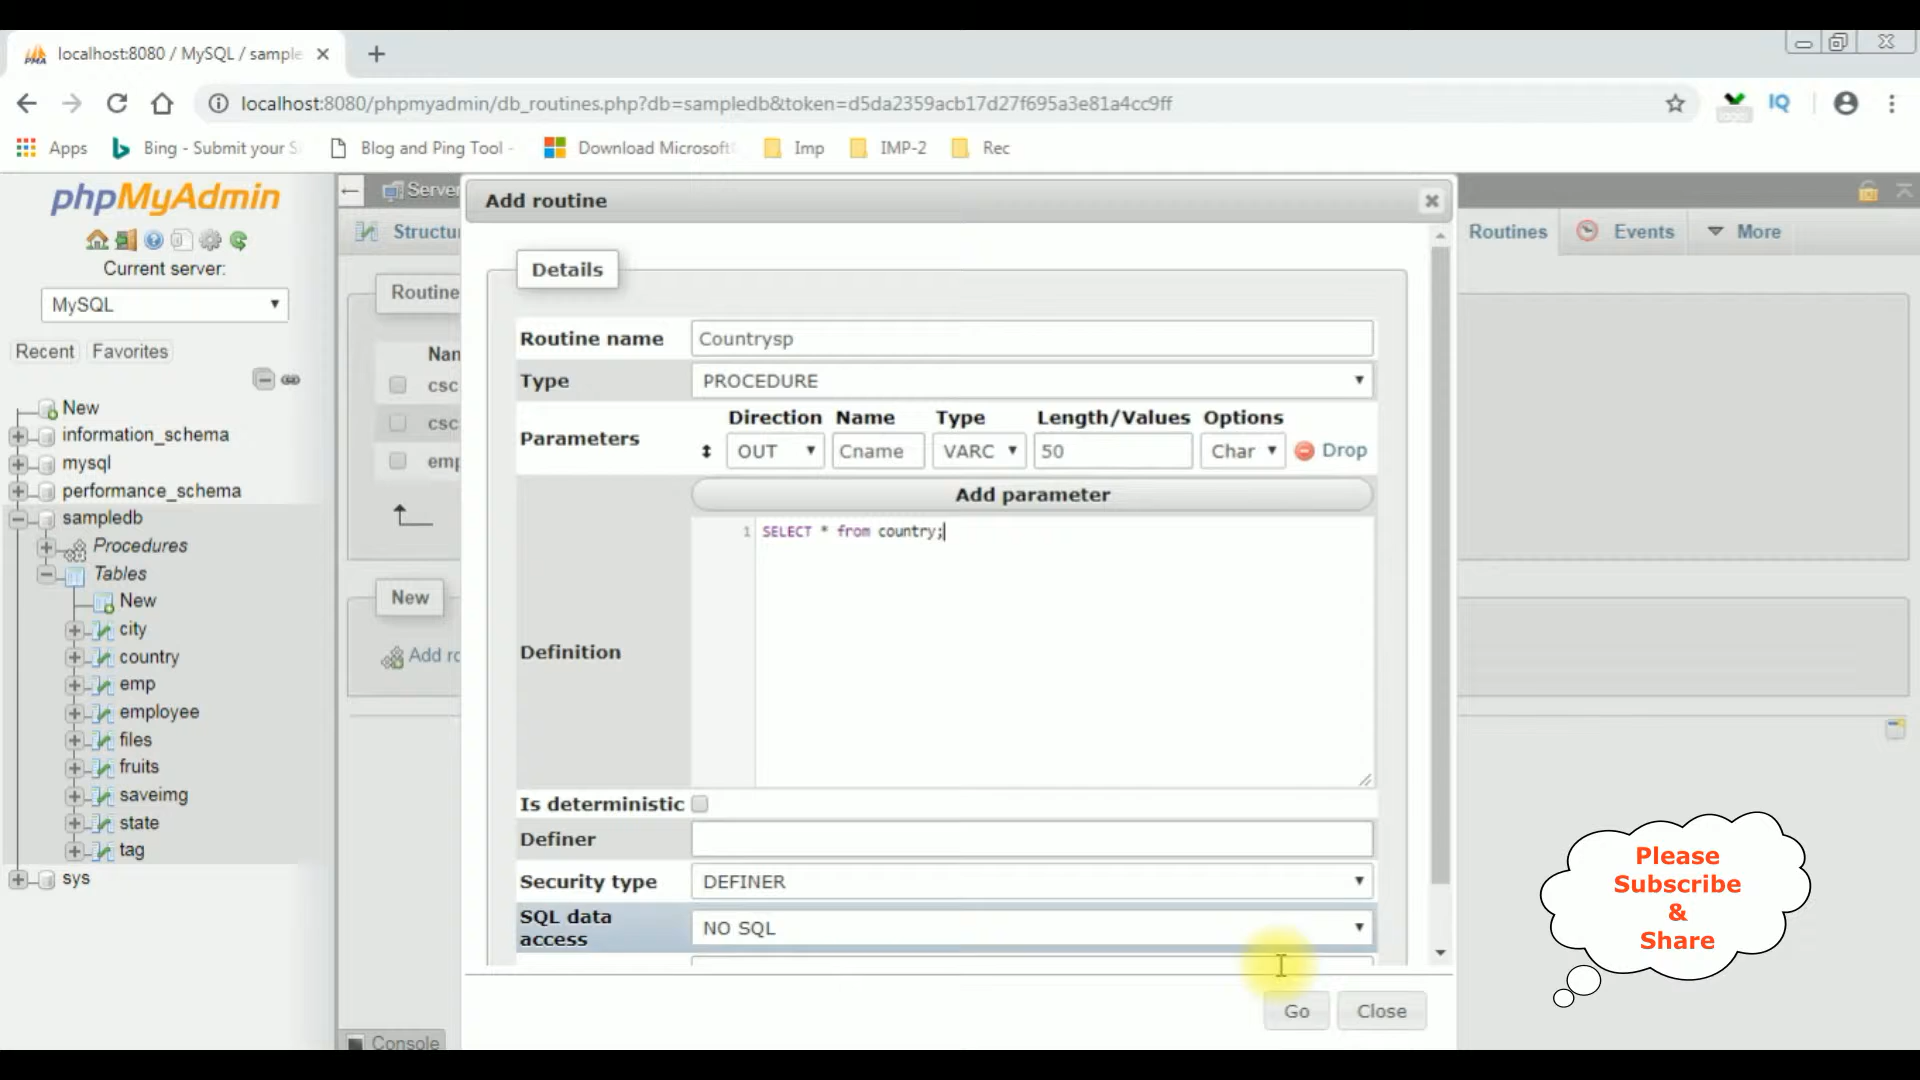 localhost:8080 / MySQL / sample
localhost:8080/phpmyadmin/db_routines.php?db=sampledb&token=d5da2359acb17d27f695a3e81a4cc9ff
IQ
Apps
Bing - Submit your S
Blog and Ping Tool -
Download Microsoft
Imp
IMP-2
Rec
phpMyAdmin
Current server:
MySQL
Recent
Favorites
New
information_schema
mysql
performance_schema
sampledb
Procedures
Tables
New
city
country
emp
employee
files
fruits
saveimg
state
tag
sys
Server
Structu
Routine
Nam
csc
csc
emp
New
Add ro
Console
Routines
Events
More
Add routine
Details
Routine name
Countrysp
Type
PROCEDURE
Parameters
Direction Name Type Length/Values Options
OUT Cname VARC 50 Char Drop
Add parameter
Definition
1 SELECT * from country;
Is deterministic
Definer
Security type
DEFINER
SQL data
access
NO SQL
Go
Close
Please
Subscribe
&
Share